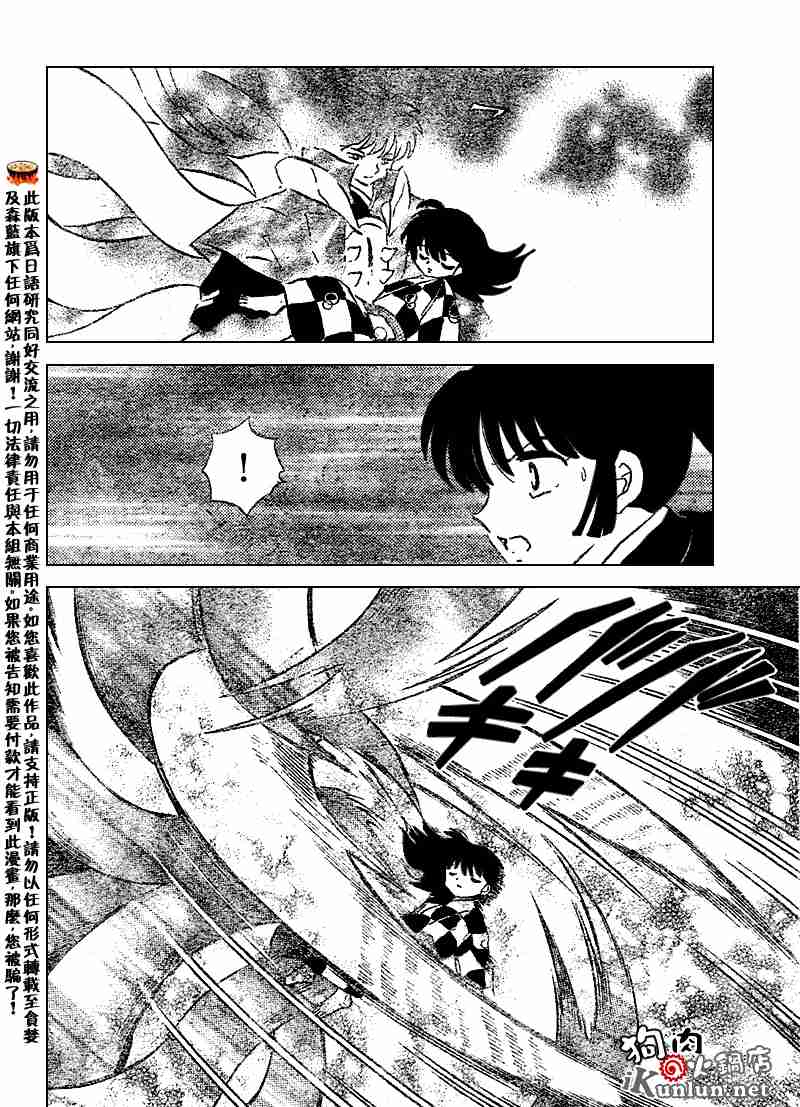 此版本爲日語研究同好交流之用，請勿用于任何商業用途。如您喜歡此作品，請支持正版！請勿以任何形式轉載至貪婪
及森藍旗下任何網站，謝謝！一切法律責任與本組無關。如果您被告知需要付款才能看到此漫畫，那麼，您被騙了！
フ
！
ギギ
狗肉火鍋店
iKunlun.net